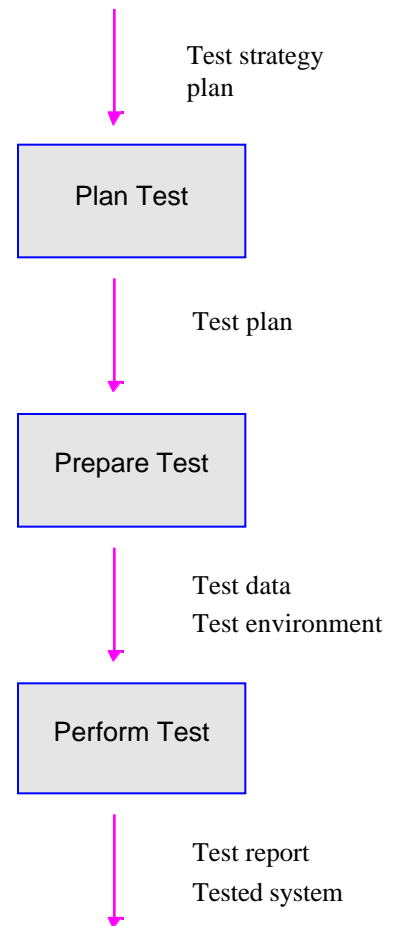 Test strategy
plan
Plan Test
Test plan
Prepare Test
Test data
Test environment
Perform Test
Test report
Tested system